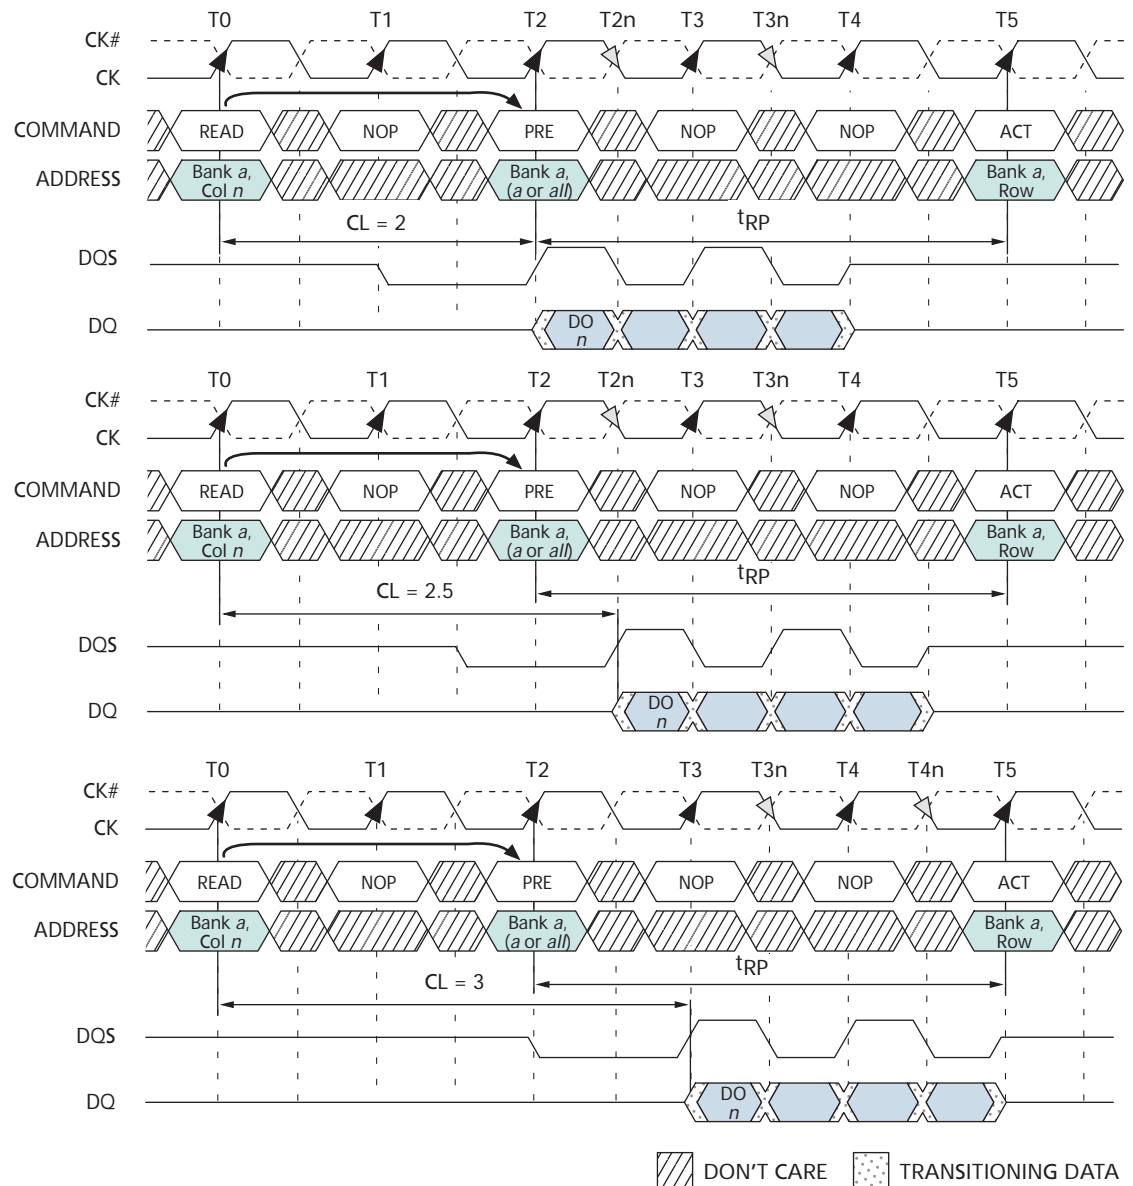 T0 T1 T2 T2n T3 T3n T4 T5
CK#
CK
COMMAND READ NOP PRE NOP NOP ACT
ADDRESS Bank a, Col n Bank a, (a or all) Bank a, Row
CL = 2 tRP
DQS
DQ DO n
T0 T1 T2 T2n T3 T3n T4 T5
CK#
CK
COMMAND READ NOP PRE NOP NOP ACT
ADDRESS Bank a, Col n Bank a, (a or all) Bank a, Row
tRP
CL = 2.5
DQS
DQ DO n
T0 T1 T2 T3 T3n T4 T4n T5
CK#
CK
COMMAND READ NOP PRE NOP NOP ACT
ADDRESS Bank a, Col n Bank a, (a or all) Bank a, Row
tRP
CL = 3
DQS
DQ DO n
DON'T CARE TRANSITIONING DATA